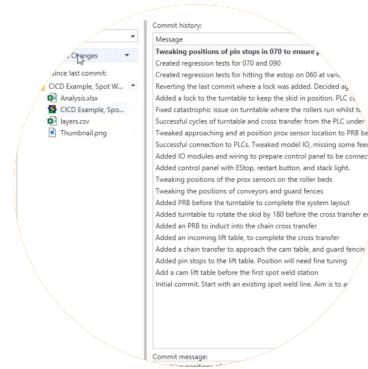 Commit history:
Message
Changes
since last commit:
CICD Example, Spot W...
Analysis.xlsx
CICD Example, Spo...
layers.csv
Thumbnail.png
Tweaking positions of pin stops in 070 to ensure
Created regression tests for 070 and 090
Created regression tests for hitting the estop on 060 at
Reverting the last commit where a lock was added. Decided
Added a lock to the turntable to keep the skid in position. PLC
Fixed catastrophic issue on turntable where the rollers run whilst
Successful cycles of turntable and cross transfer from the PLC under
Tweaked approaching and at position prox sensor location to PRB be
Successful connection to PLCs. Tweaked model IO, missing some fee
Added IO modules and wiring to prepare control panel to be connec
Added control panel with EStop, restart button, and stack light.
Tweaking positions of the prox sensors on the roller beds
Tweaking the positions of conveyors and guard fences
Added PRB before the turntable to complete the system layout
Added turntable to rotate the skid by 180 before the cross transfer e
Added an PRB to induct into the chain cross transfer
Added an incoming lift table, to complete the cross transfer
Added a chain transfer to approach the cam table, and guard fencin
Added pin stops to the lift table. Position will need fine tuning
Add a cam lift table before the first spot weld station
Initial commit. Start with an existing spot weld line. Aim is to
Commit message: